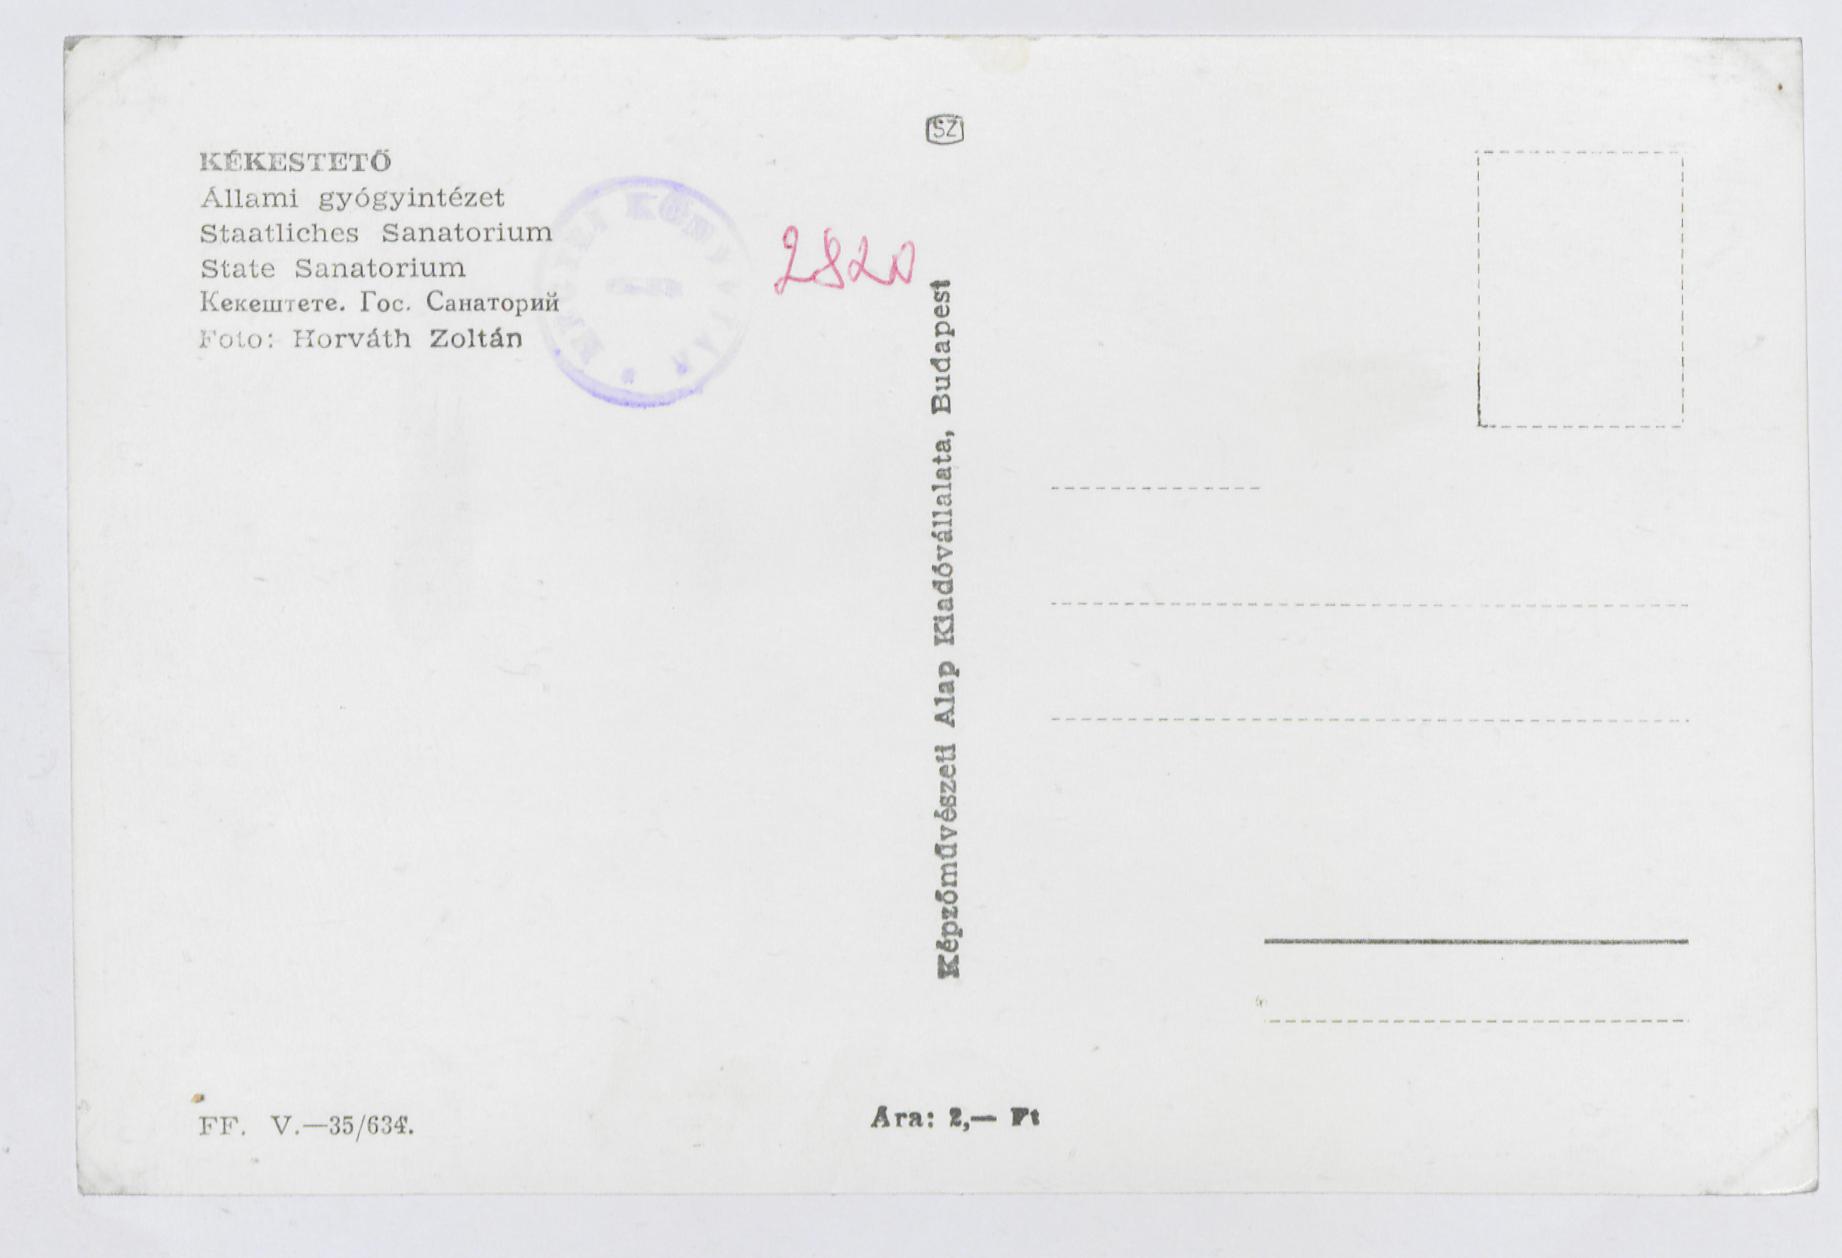 KÉKESTETŐ
Állami gyógyintézet
Staatliches Sanatorium
State Sanatorium
Кекештете. Гос. Санаторий
Foto: Horváth Zoltán
KÖNYVTÁR
2820
SZ
Képzőművészeti Alap Kiadóvállalata, Budapest
FF. V.—35/634.
Ára: 2,— Ft